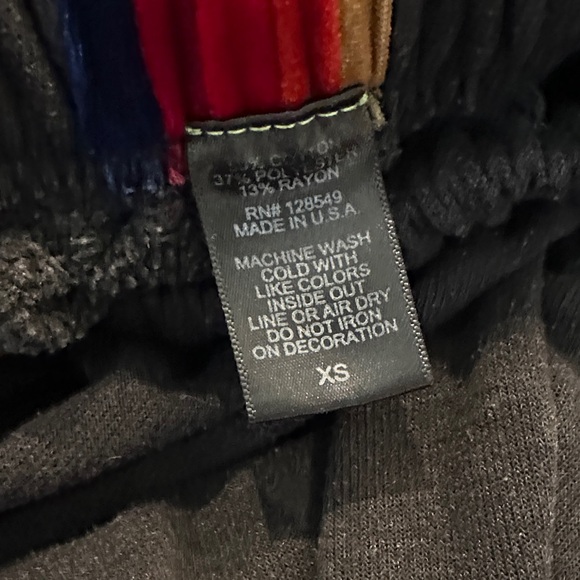 37% POLYESTER
13% RAYON
RN# 128549
MADE IN U.S.A.
MACHINE WASH
COLD WITH
LIKE COLORS
INSIDE OUT
LINE OR AIR DRY
DO NOT IRON
ON DECORATION
XS